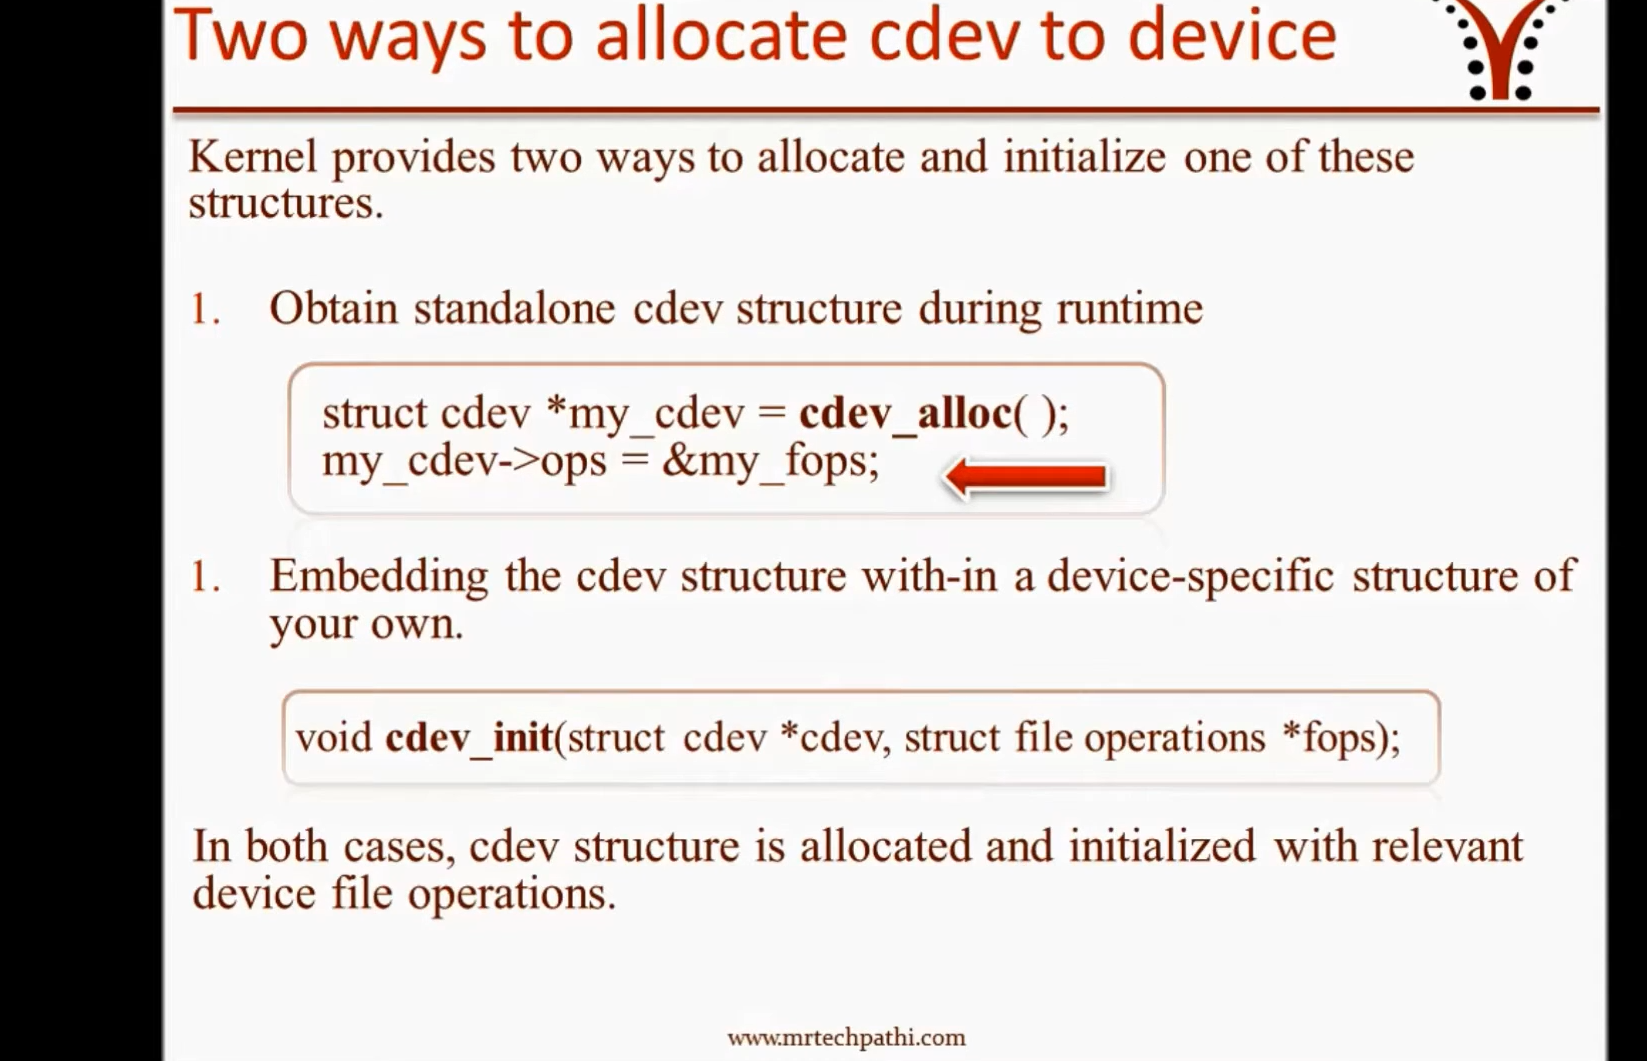 Two ways to allocate cdev to device
Kernel provides two ways to allocate and initialize one of these
structures.
1. Obtain standalone cdev structure during runtime
struct cdev *my_cdev = cdev_alloc( );
my_cdev->ops = &my_fops;
1. Embedding the cdev structure with-in a device-specific structure of
your own.
void cdev_init(struct cdev *cdev, struct file operations *fops);
In both cases, cdev structure is allocated and initialized with relevant
device file operations.
www.mrtechpathi.com